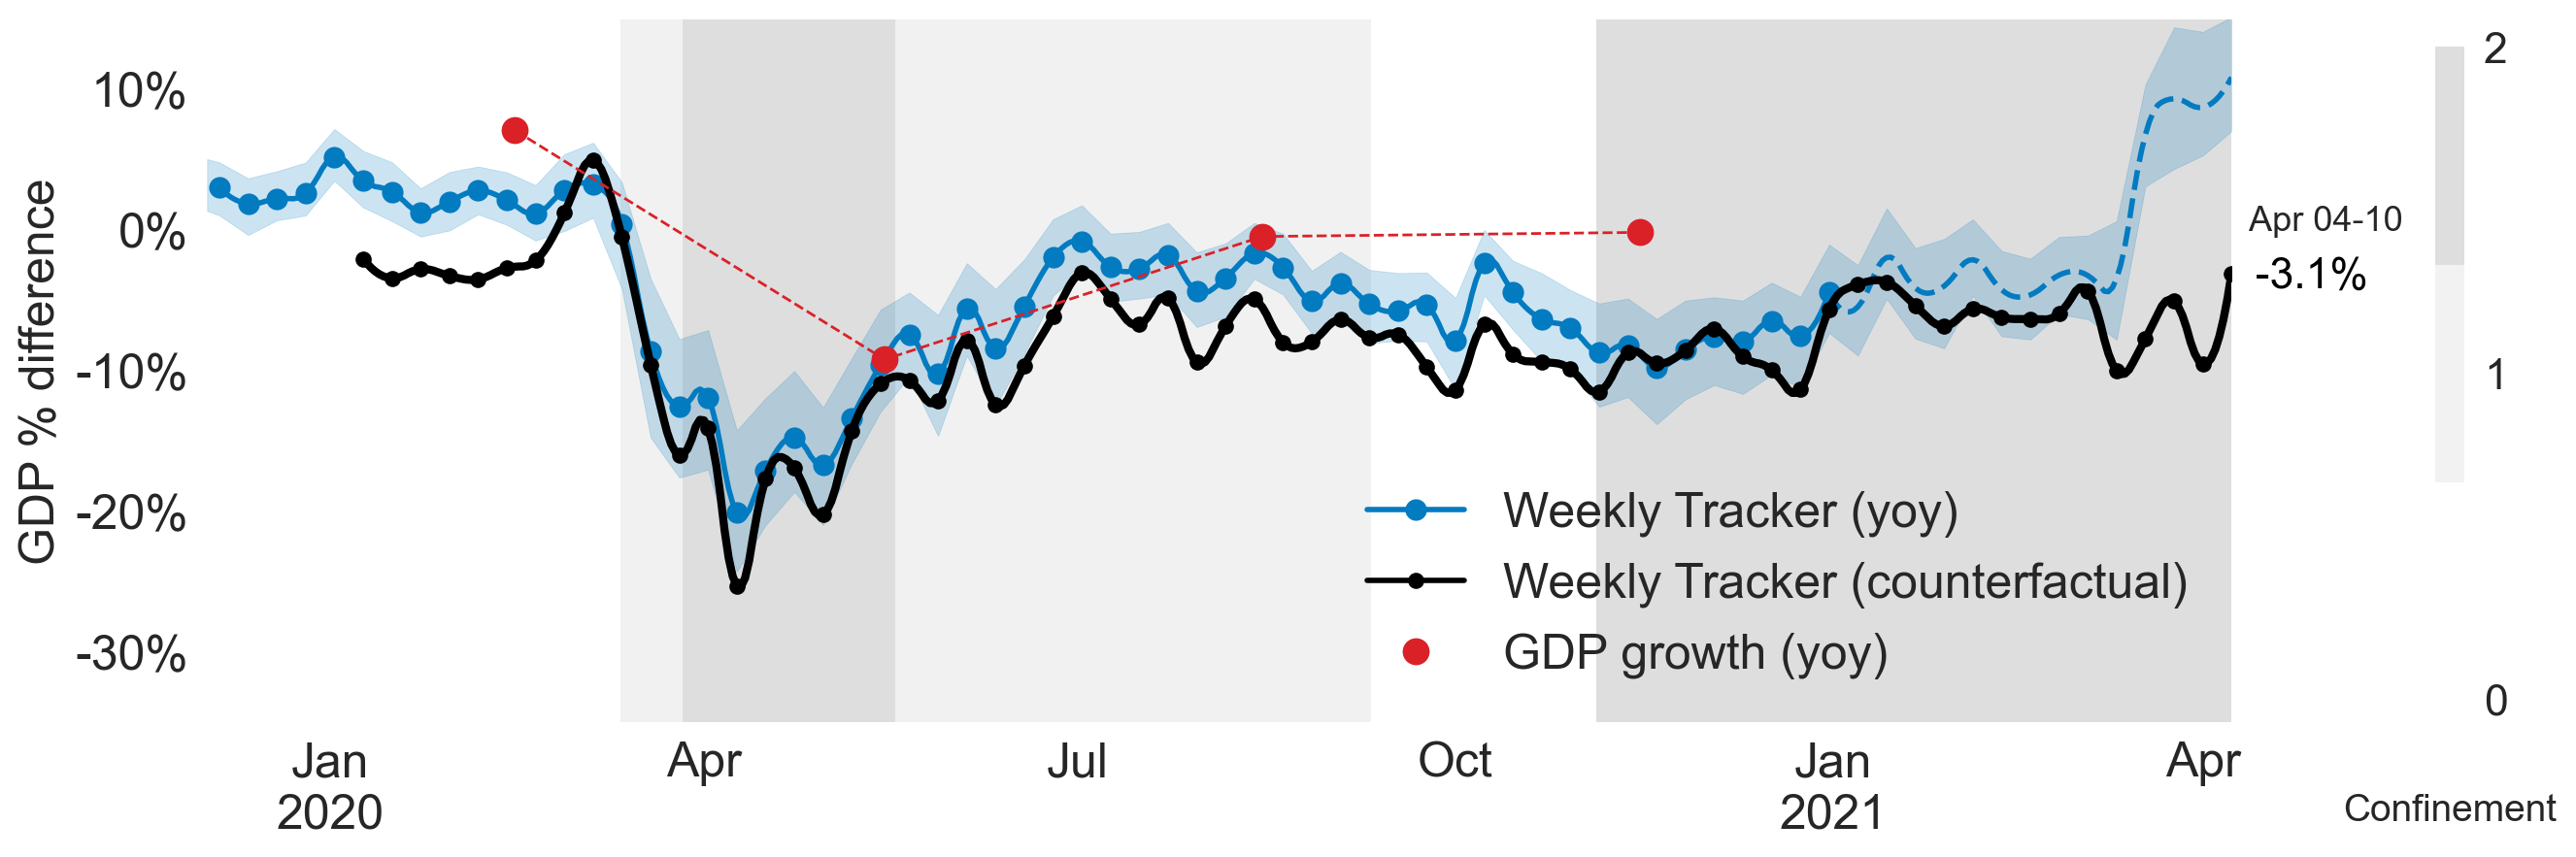 GDP % difference
10%
0%
-10%
-20%
-30%
Weekly Tracker (yoy)
Weekly Tracker (counterfactual)
GDP growth (yoy)
Jan
2020
Apr
Jul
Oct
Jan
2021
Apr
Apr 04-10
-3.1%
2
1
0
Confinement